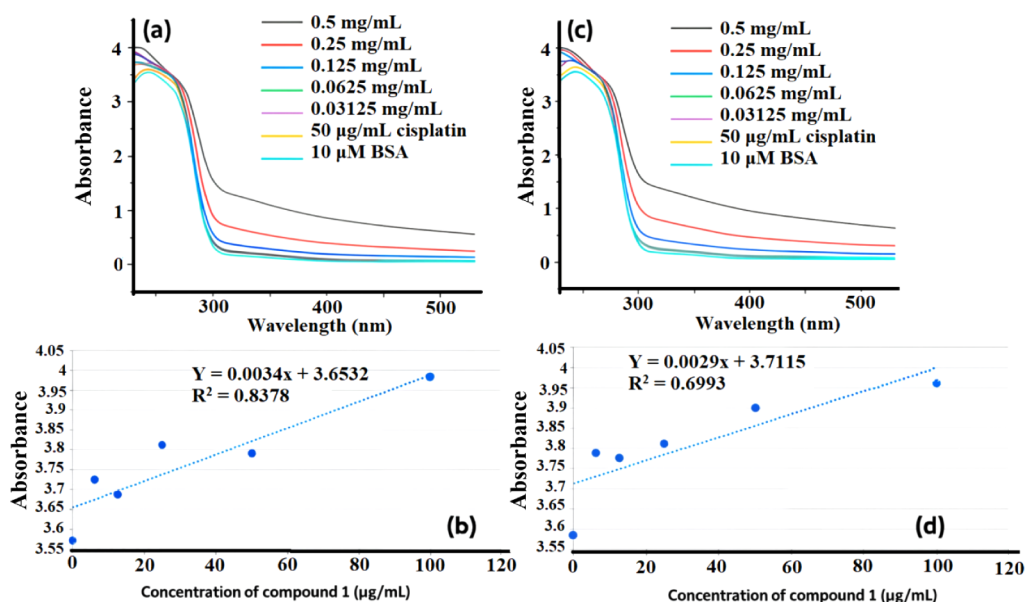 (a)
0.5 mg/mL
0.25 mg/mL
0.125 mg/mL
0.0625 mg/mL
0.03125 mg/mL
50 µg/mL cisplatin
10 µM BSA
Absorbance
4
3
2
1
0
300
400
500
Wavelength (nm)
(c)
0.5 mg/mL
0.25 mg/mL
0.125 mg/mL
0.0625 mg/mL
0.03125 mg/mL
50 µg/mL cisplatin
10 µM BSA
Absorbance
4
3
2
1
0
300
400
500
Wavelength (nm)
4.05
4
3.95
3.9
3.85
3.8
3.75
3.7
3.65
3.6
3.55
Absorbance
Y = 0.0034x + 3.6532
R² = 0.8378
(b)
0
20
40
60
80
100
120
Concentration of compound 1 (µg/mL)
4.05
4
3.95
3.9
3.85
3.8
3.75
3.7
3.65
3.6
3.55
Absorbance
Y = 0.0029x + 3.7115
R² = 0.6993
(d)
0
20
40
60
80
100
120
Concentration of compound 1 (µg/mL)